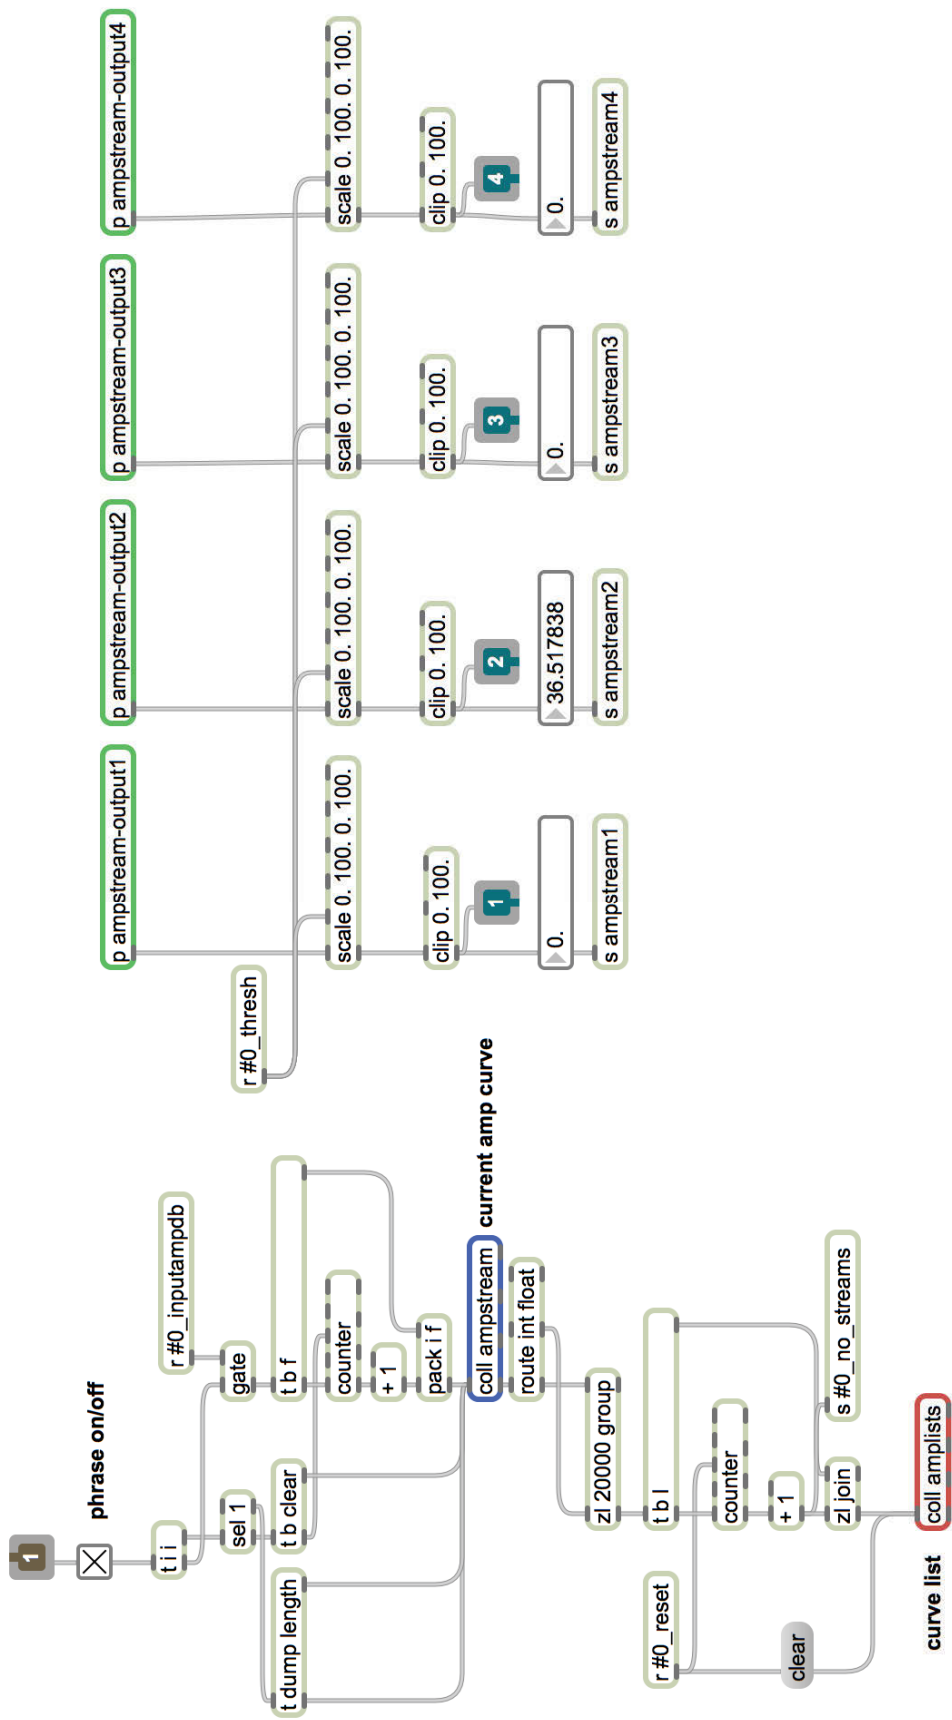 1
phrase on/off
t i i
r #0_inputampdb
sel 1
gate
t dump length
t b clear
t b f
counter
+ 1
pack i f
coll ampstream
current amp curve
route int float
zl 20000 group
r #0_reset
t b l
counter
clear
+ 1
zl join
s #0_no_streams
curve list
coll amplists
p ampstream-output1
p ampstream-output2
p ampstream-output3
p ampstream-output4
r #0_thresh
scale 0. 100. 0. 100.
scale 0. 100. 0. 100.
scale 0. 100. 0. 100.
scale 0. 100. 0. 100.
clip 0. 100.
clip 0. 100.
clip 0. 100.
clip 0. 100.
1
2
3
4
0.
36.517838
0.
0.
s ampstream1
s ampstream2
s ampstream3
s ampstream4